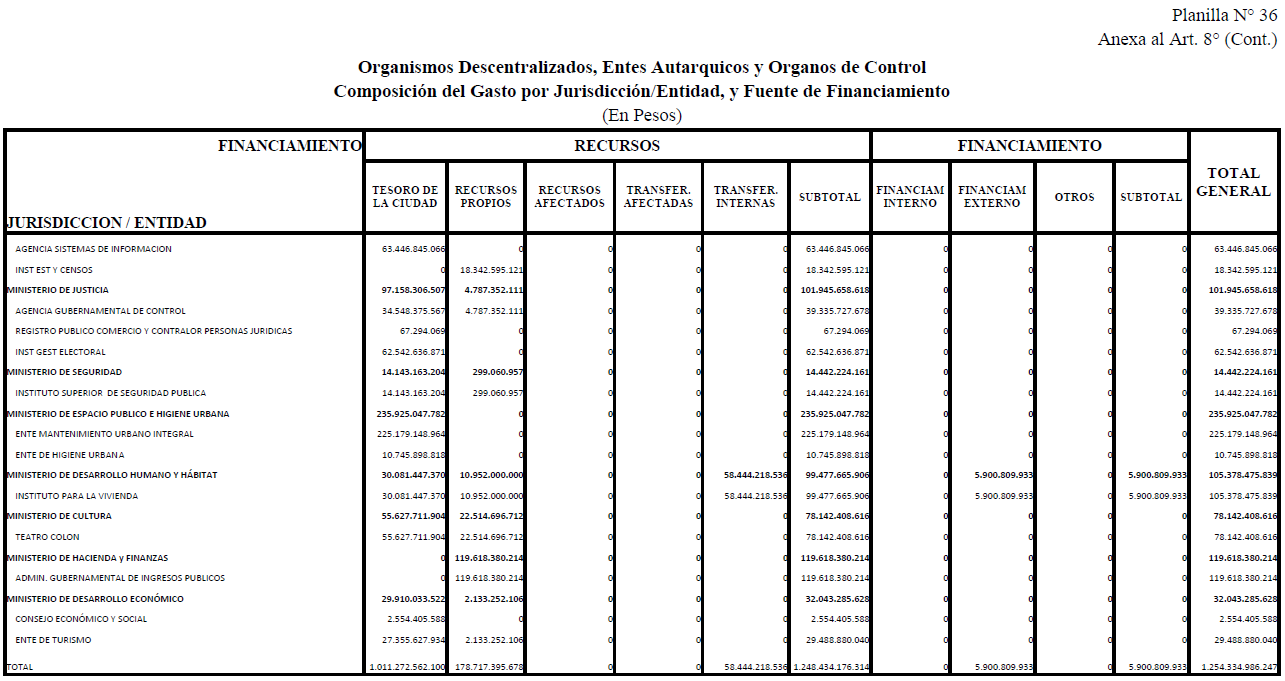 Planilla N° 36
Anexa al Art. 8° (Cont.)
Organismos Descentralizados, Entes Autarquicos y Organos de Control
Composición del Gasto por Jurisdicción/Entidad, y Fuente de Financiamiento
(En Pesos)
FINANCIAMIENTO RECURSOS FINANCIAMIENTO TOTAL GENERAL
JURISDICCION / ENTIDAD TESORO DE LA CIUDAD RECURSOS PROPIOS RECURSOS AFECTADOS TRANSFER. AFECTADAS TRANSFER. INTERNAS SUBTOTAL FINANCIAM INTERNO FINANCIAM EXTERNO OTROS SUBTOTAL
AGENCIA SISTEMAS DE INFORMACION 63.446.845.066 0 0 0 0 63.446.845.066 0 0 0 0 63.446.845.066
INST EST Y CENSOS 0 18.342.595.121 0 0 0 18.342.595.121 0 0 0 0 18.342.595.121
MINISTERIO DE JUSTICIA 97.158.306.507 4.787.352.111 0 0 0 101.945.658.618 0 0 0 0 101.945.658.618
AGENCIA GUBERNAMENTAL DE CONTROL 34.548.375.567 4.787.352.111 0 0 0 39.335.727.678 0 0 0 0 39.335.727.678
REGISTRO PUBLICO COMERCIO Y CONTRALOR PERSONAS JURIDICAS 67.294.069 0 0 0 0 67.294.069 0 0 0 0 67.294.069
INST GEST ELECTORAL 62.542.636.871 0 0 0 0 62.542.636.871 0 0 0 0 62.542.636.871
MINISTERIO DE SEGURIDAD 14.143.163.204 299.060.957 0 0 0 14.442.224.161 0 0 0 0 14.442.224.161
INSTITUTO SUPERIOR DE SEGURIDAD PUBLICA 14.143.163.204 299.060.957 0 0 0 14.442.224.161 0 0 0 0 14.442.224.161
MINISTERIO DE ESPACIO PUBLICO E HIGIENE URBANA 235.925.047.782 0 0 0 0 235.925.047.782 0 0 0 0 235.925.047.782
ENTE MANTENIMIENTO URBANO INTEGRAL 225.179.148.964 0 0 0 0 225.179.148.964 0 0 0 0 225.179.148.964
ENTE DE HIGIENE URBANA 10.745.898.818 0 0 0 0 10.745.898.818 0 0 0 0 10.745.898.818
MINISTERIO DE DESARROLLO HUMANO Y HÁBITAT 30.081.447.370 10.952.000.000 0 0 58.444.218.536 99.477.665.906 0 5.900.809.933 0 5.900.809.933 105.378.475.839
INSTITUTO PARA LA VIVIENDA 30.081.447.370 10.952.000.000 0 0 58.444.218.536 99.477.665.906 0 5.900.809.933 0 5.900.809.933 105.378.475.839
MINISTERIO DE CULTURA 55.627.711.904 22.514.696.712 0 0 0 78.142.408.616 0 0 0 0 78.142.408.616
TEATRO COLON 55.627.711.904 22.514.696.712 0 0 0 78.142.408.616 0 0 0 0 78.142.408.616
MINISTERIO DE HACIENDA y FINANZAS 0 119.618.380.214 0 0 0 119.618.380.214 0 0 0 0 119.618.380.214
ADMIN. GUBERNAMENTAL DE INGRESOS PUBLICOS 0 119.618.380.214 0 0 0 119.618.380.214 0 0 0 0 119.618.380.214
MINISTERIO DE DESARROLLO ECONÓMICO 29.910.033.522 2.133.252.106 0 0 0 32.043.285.628 0 0 0 0 32.043.285.628
CONSEJO ECONÓMICO Y SOCIAL 2.554.405.588 0 0 0 0 2.554.405.588 0 0 0 0 2.554.405.588
ENTE DE TURISMO 27.355.627.934 2.133.252.106 0 0 0 29.488.880.040 0 0 0 0 29.488.880.040
TOTAL 1.011.272.562.100 178.717.395.678 0 0 58.444.218.536 1.248.434.176.314 0 5.900.809.933 0 5.900.809.933 1.254.334.986.247